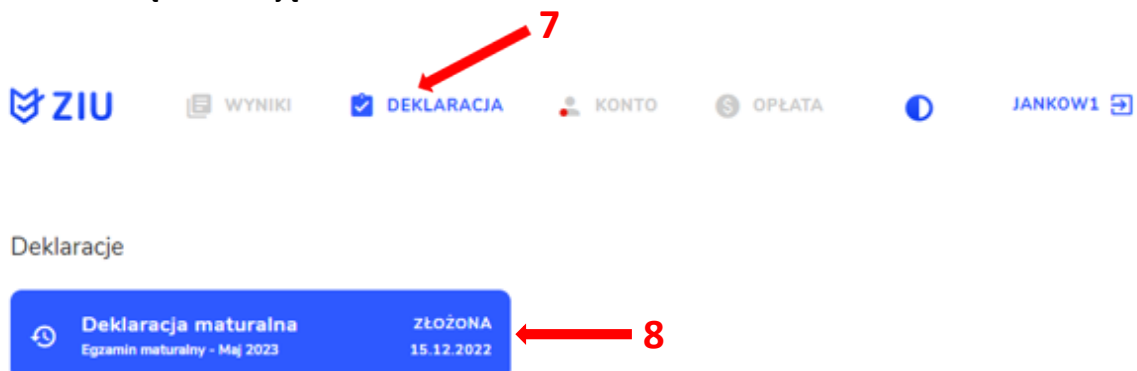 7
ZIU WYNIKI DEKLARACJA KONTO OPŁATA JANKOW1
Deklaracje
Deklaracja maturalna ZŁOŻONA
Egzamin maturalny - Maj 2023 15.12.2022
8